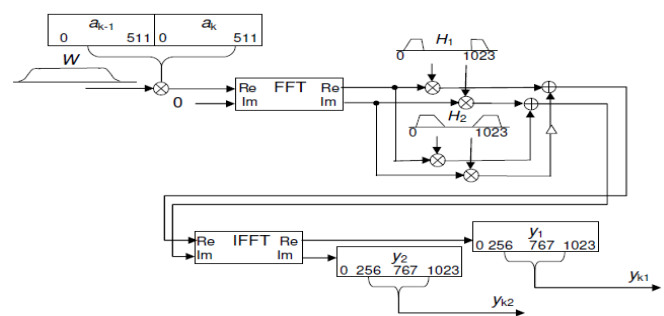 a_{k-1} a_k
0 511 0 511
W
H_1
0 1023
Re FFT Re
0 Im Im
H_2
0 1023
Re IFFT Re
Im Im
y_1
0 256 767 1023
y_2
0 256 767 1023
y_{k1}
y_{k2}